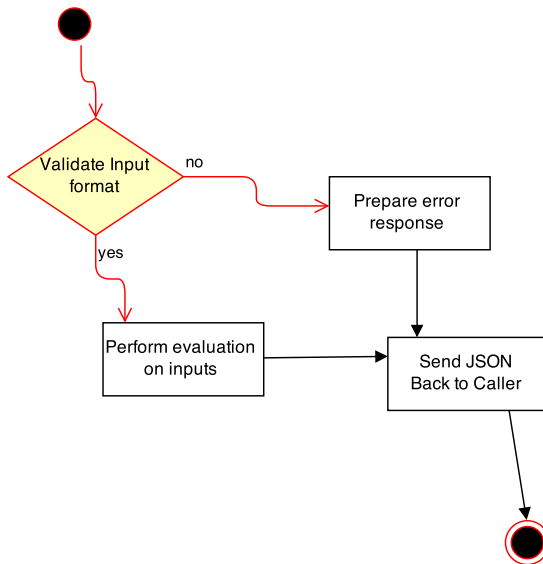 Validate Input
format
no
Prepare error
response
yes
Perform evaluation
on inputs
Send JSON
Back to Caller